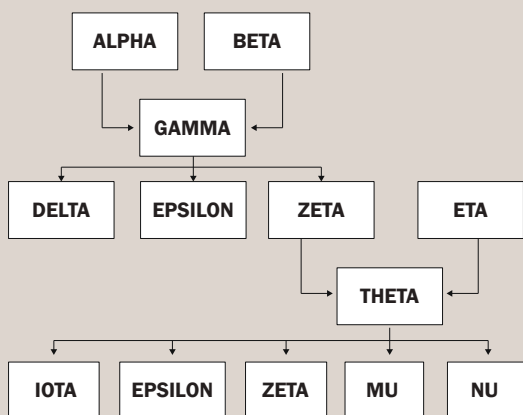 ALPHA BETA
GAMMA
DELTA EPSILON ZETA ETA
THETA
IOTA EPSILON ZETA MU NU